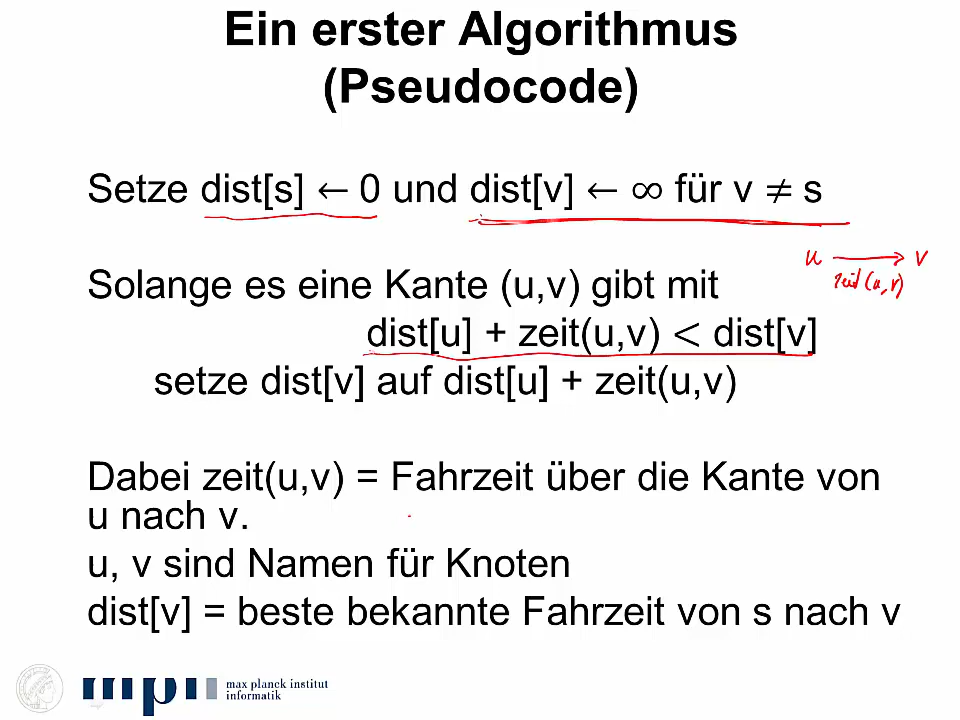 Ein erster Algorithmus
(Pseudocode)
Setze dist[s] ← 0 und dist[v] ← ∞ für v ≠ s
u ⟶ v
zeit(u,v)
Solange es eine Kante (u,v) gibt mit
dist[u] + zeit(u,v) < dist[v]
setze dist[v] auf dist[u] + zeit(u,v)
Dabei zeit(u,v) = Fahrzeit über die Kante von
u nach v.
u, v sind Namen für Knoten
dist[v] = beste bekannte Fahrzeit von s nach v
mpii
max planck institut
informatik